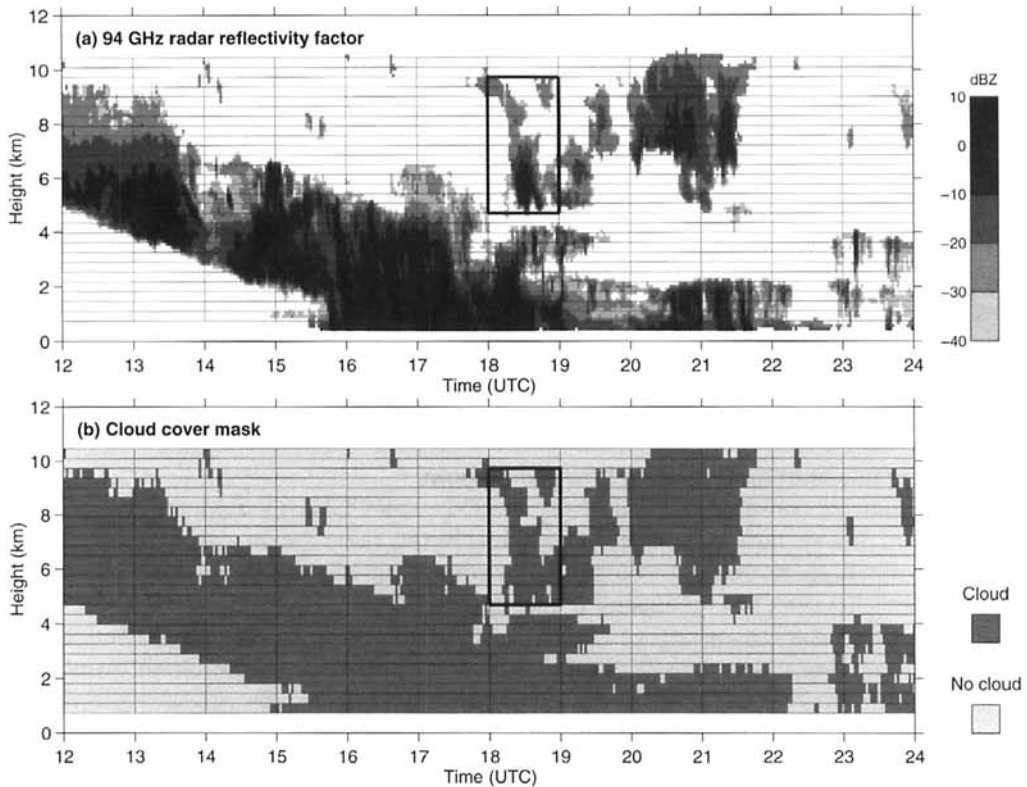 12
10
8
6
4
2
0
Height (km)
(a) 94 GHz radar reflectivity factor
12 13 14 15 16 17 18 19 20 21 22 23 24
Time (UTC)
dBZ
10
0
−10
−20
−30
−40
12
10
8
6
4
2
0
Height (km)
(b) Cloud cover mask
12 13 14 15 16 17 18 19 20 21 22 23 24
Time (UTC)
Cloud
No cloud